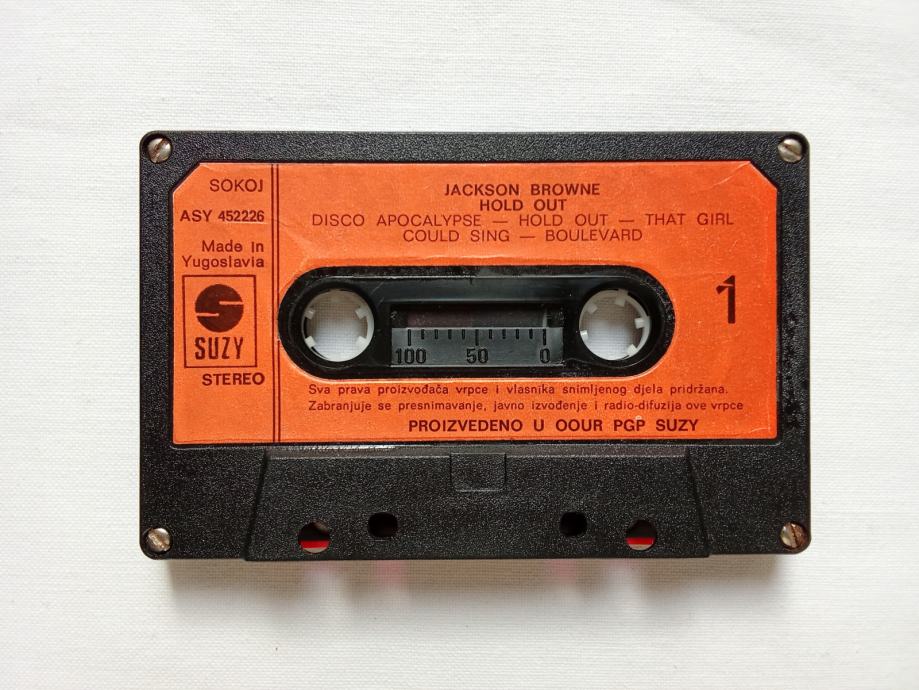 SOKOJ
ASY 452226
Made in
Yugoslavia
SUZY
STEREO
JACKSON BROWNE
HOLD OUT
DISCO APOCALYPSE — HOLD OUT — THAT GIRL
COULD SING — BOULEVARD
1
100 50 0
Sva prava proizvođača vrpce i vlasnika snimljenog djela pridržana.
Zabranjuje se presnimavanje, javno izvođenje i radio-difuzija ove vrpce
PROIZVEDENO U OOUR PGP SUZY